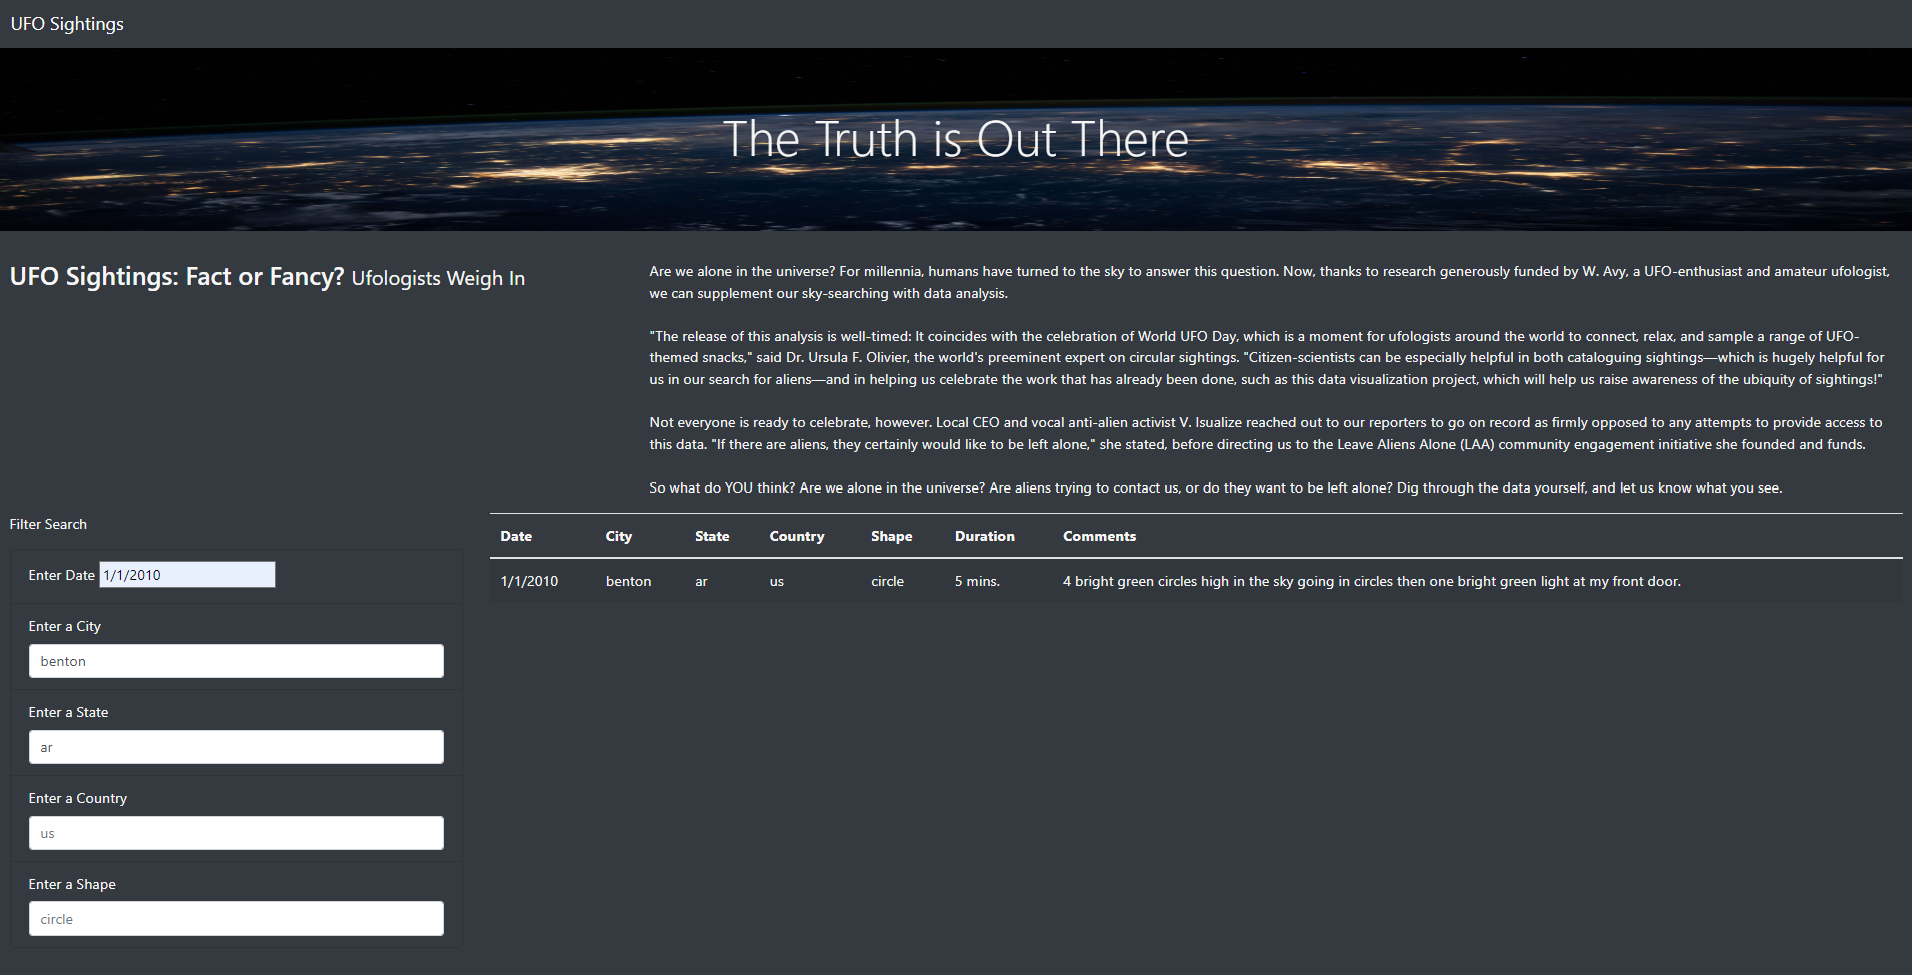 UFO Sightings
The Truth is Out There
UFO Sightings: Fact or Fancy? Ufologists Weigh In
Are we alone in the universe? For millennia, humans have turned to the sky to answer this question. Now, thanks to research generously funded by W. Avy, a UFO-enthusiast and amateur ufologist,
we can supplement our sky-searching with data analysis.
"The release of this analysis is well-timed: It coincides with the celebration of World UFO Day, which is a moment for ufologists around the world to connect, relax, and sample a range of UFO-
themed snacks," said Dr. Ursula F. Olivier, the world's preeminent expert on circular sightings. "Citizen-scientists can be especially helpful in both cataloguing sightings—which is hugely helpful for
us in our search for aliens—and in helping us celebrate the work that has already been done, such as this data visualization project, which will help us raise awareness of the ubiquity of sightings!"
Not everyone is ready to celebrate, however. Local CEO and vocal anti-alien activist V. Isualize reached out to our reporters to go on record as firmly opposed to any attempts to provide access to
this data. "If there are aliens, they certainly would like to be left alone," she stated, before directing us to the Leave Aliens Alone (LAA) community engagement initiative she founded and funds.
So what do YOU think? Are we alone in the universe? Are aliens trying to contact us, or do they want to be left alone? Dig through the data yourself, and let us know what you see.
Filter Search
Enter Date 1/1/2010
Enter a City
benton
Enter a State
ar
Enter a Country
us
Enter a Shape
circle
Date City State Country Shape Duration Comments
1/1/2010 benton ar us circle 5 mins. 4 bright green circles high in the sky going in circles then one bright green light at my front door.